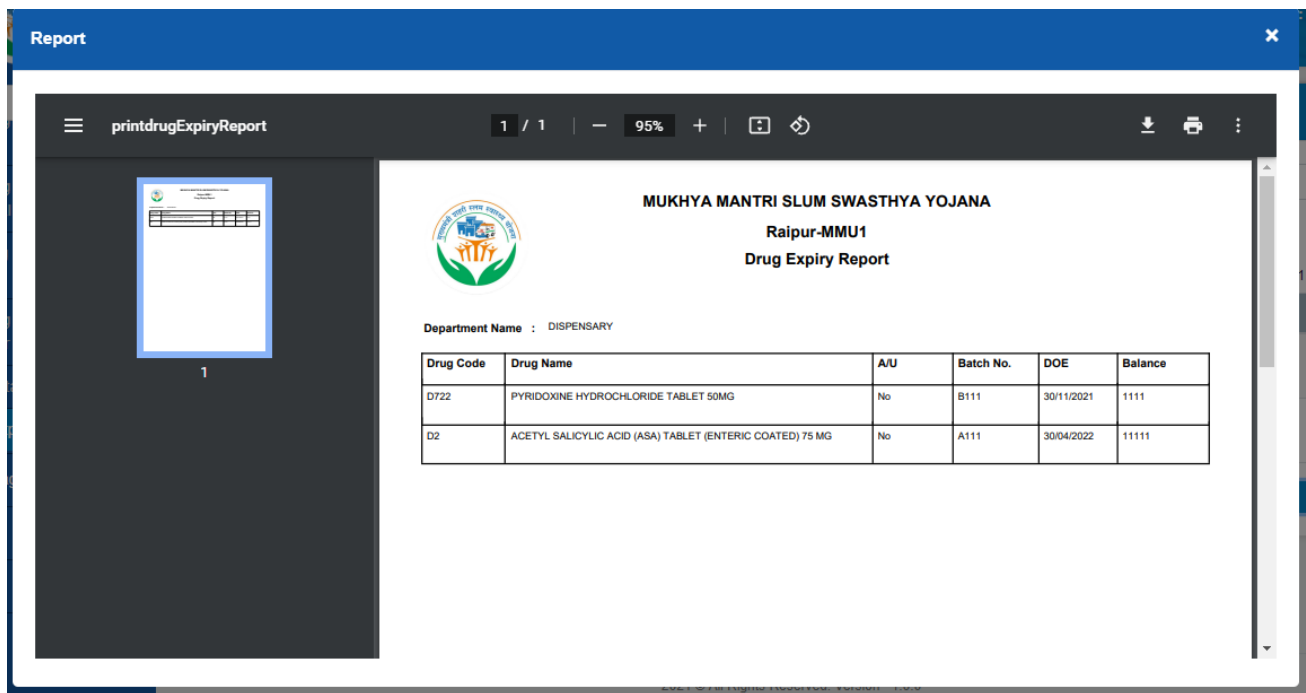 Report ×
printdrugExpiryReport 1 / 1 95%
1
MUKHYA MANTRI SLUM SWASTHYA YOJANA
Raipur-MMU1
Drug Expiry Report
Department Name : DISPENSARY
Drug Code Drug Name A/U Batch No. DOE Balance
D722 PYRIDOXINE HYDROCHLORIDE TABLET 50MG No B111 30/11/2021 1111
D2 ACETYL SALICYLIC ACID (ASA) TABLET (ENTERIC COATED) 75 MG No A111 30/04/2022 11111